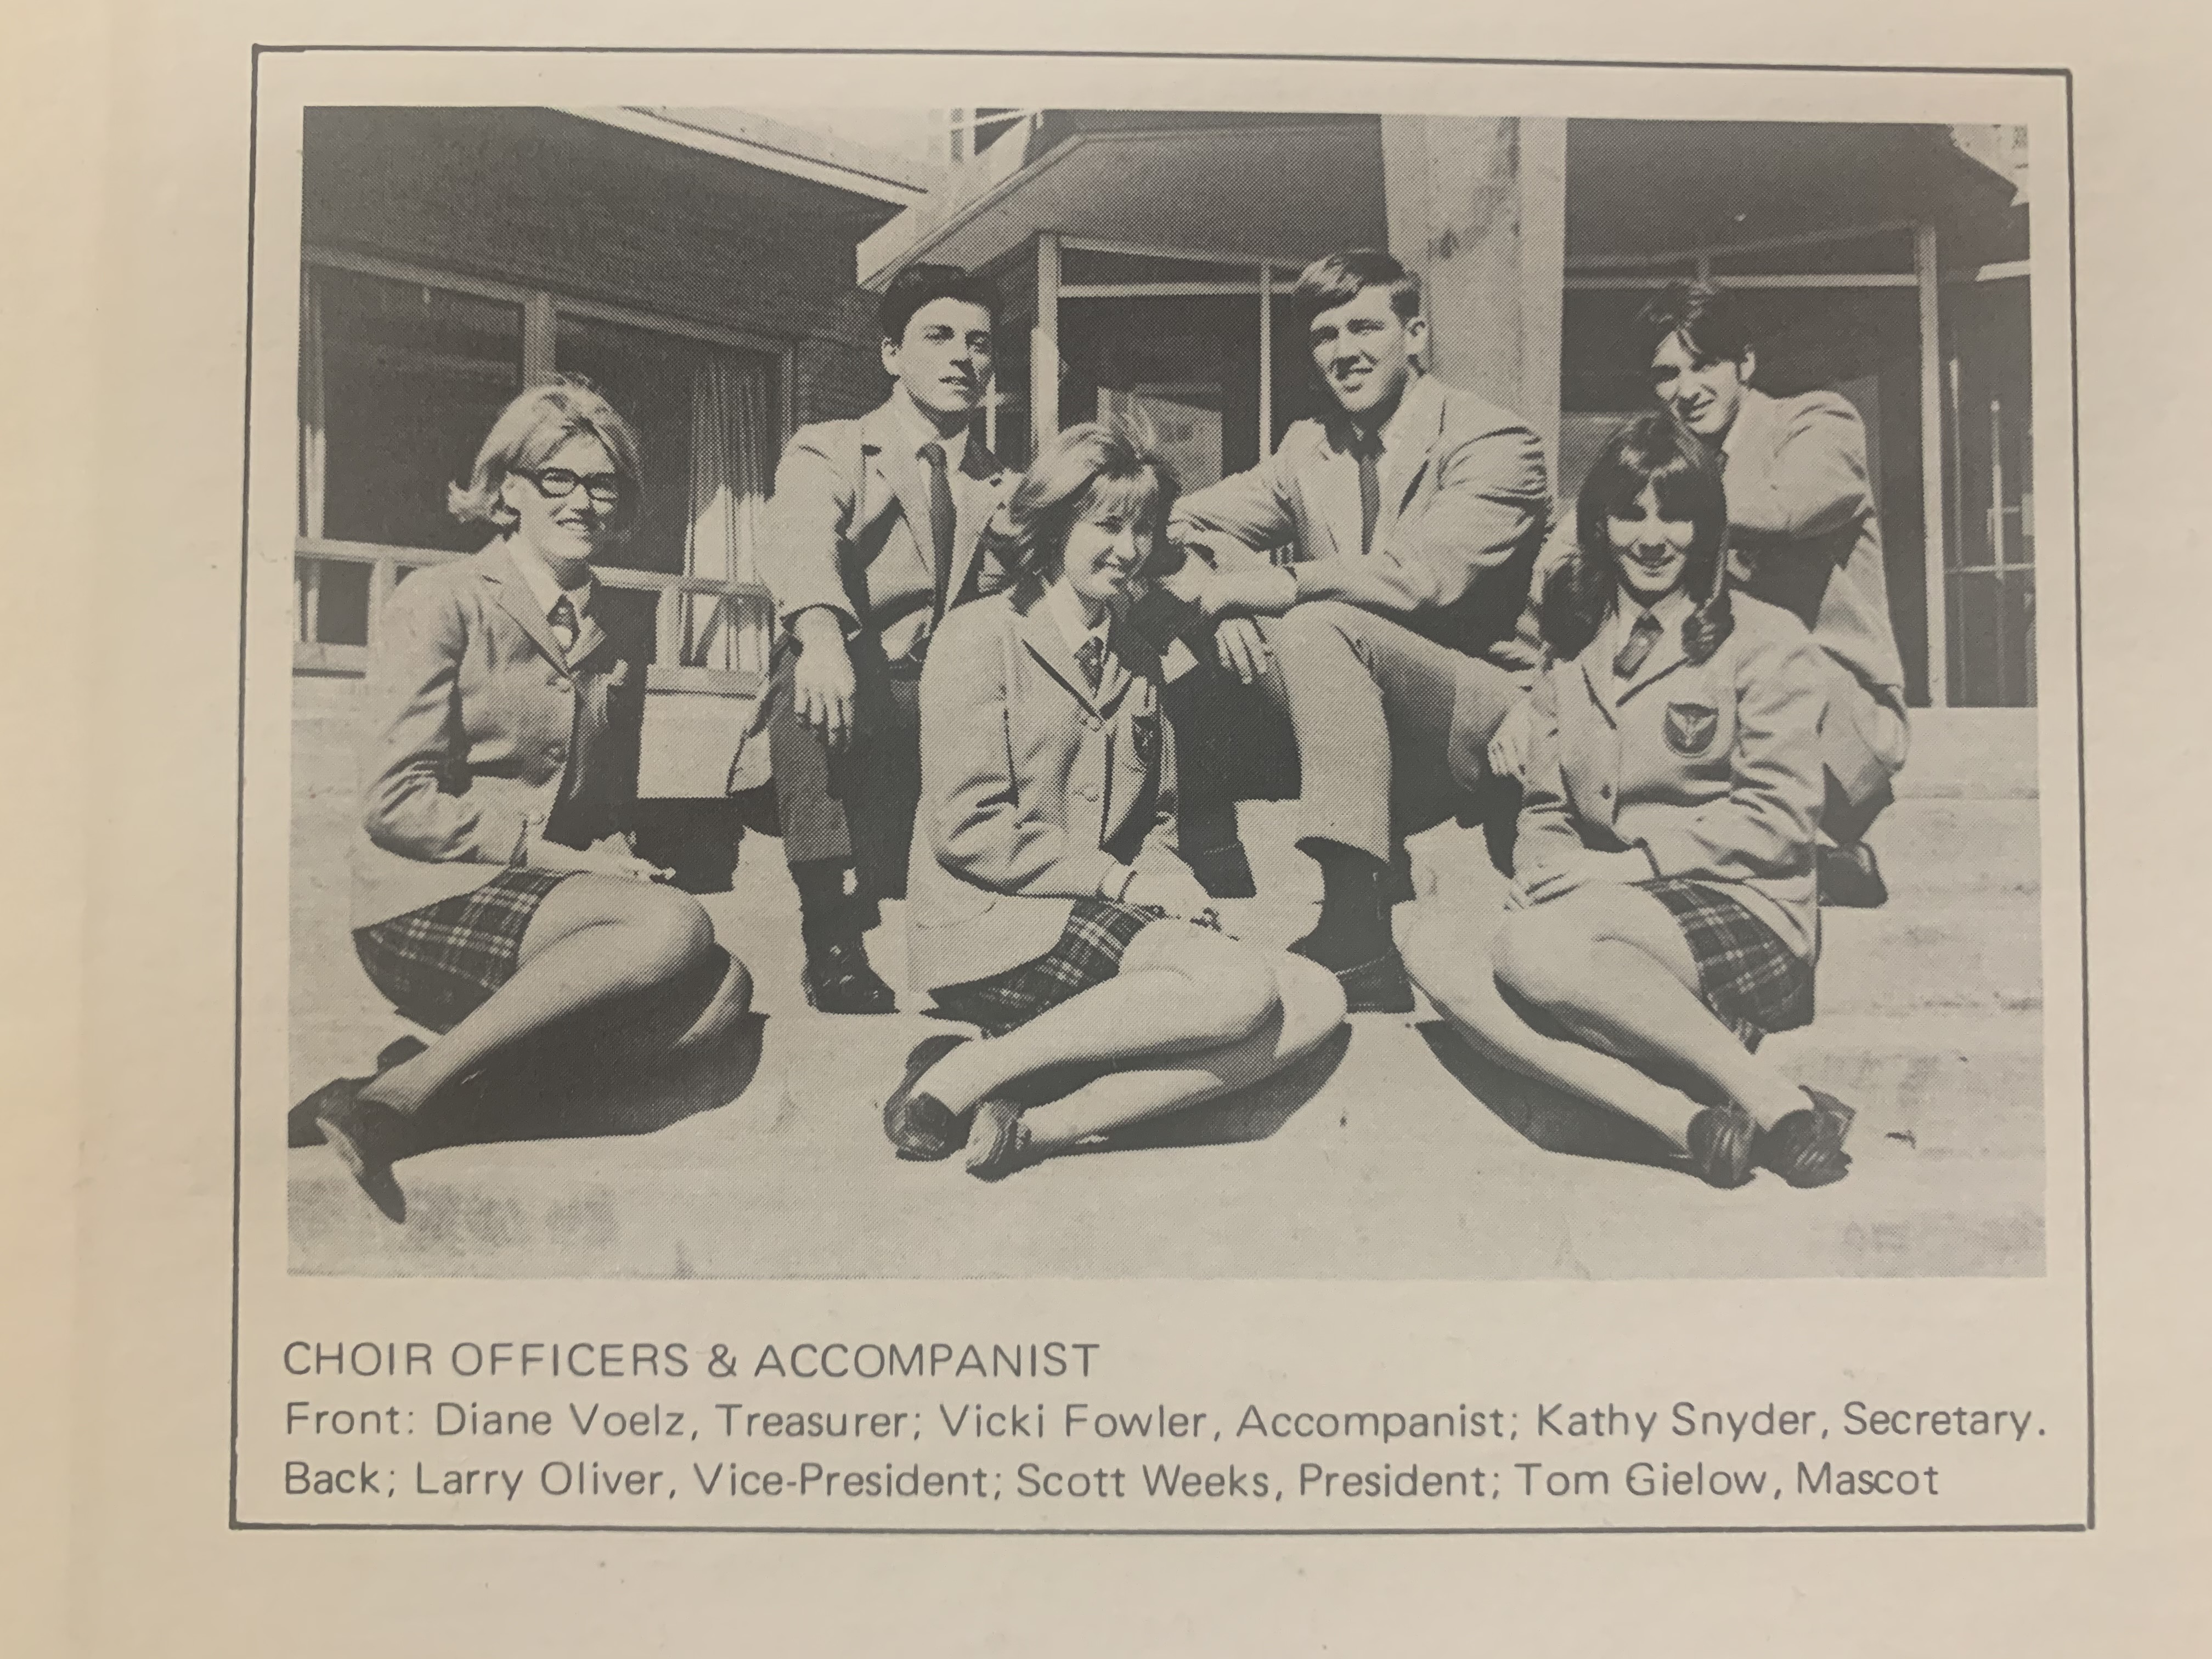 CHOIR OFFICERS & ACCOMPANIST
Front: Diane Voelz, Treasurer; Vicki Fowler, Accompanist; Kathy Snyder, Secretary.
Back; Larry Oliver, Vice-President; Scott Weeks, President; Tom Gielow, Mascot